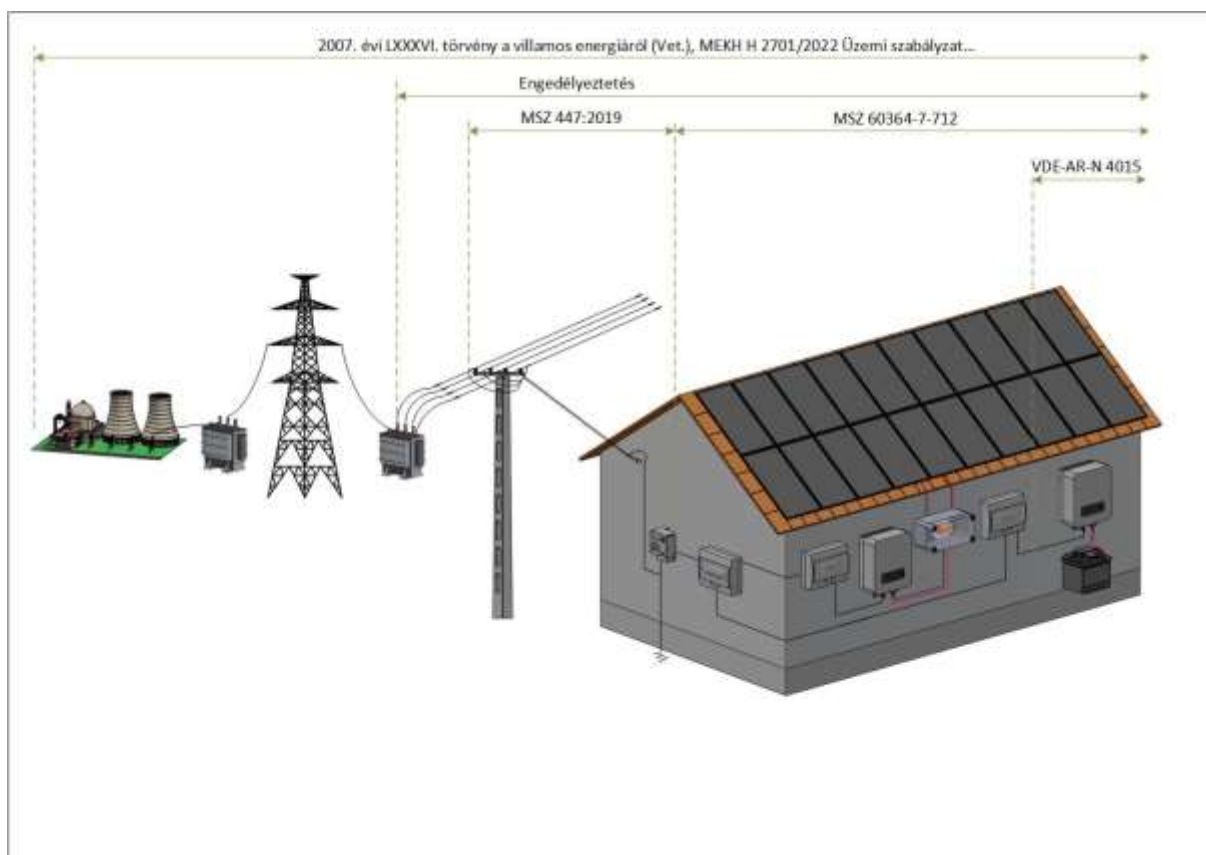 2007. évi LXXXVI. törvény a villamos energiáról (Vet.), MEKH H 2701/2022 Üzemi szabályzat...
Engedélyeztetés
MSZ 447:2019
MSZ 60364-7-712
VDE-AR-N 4015